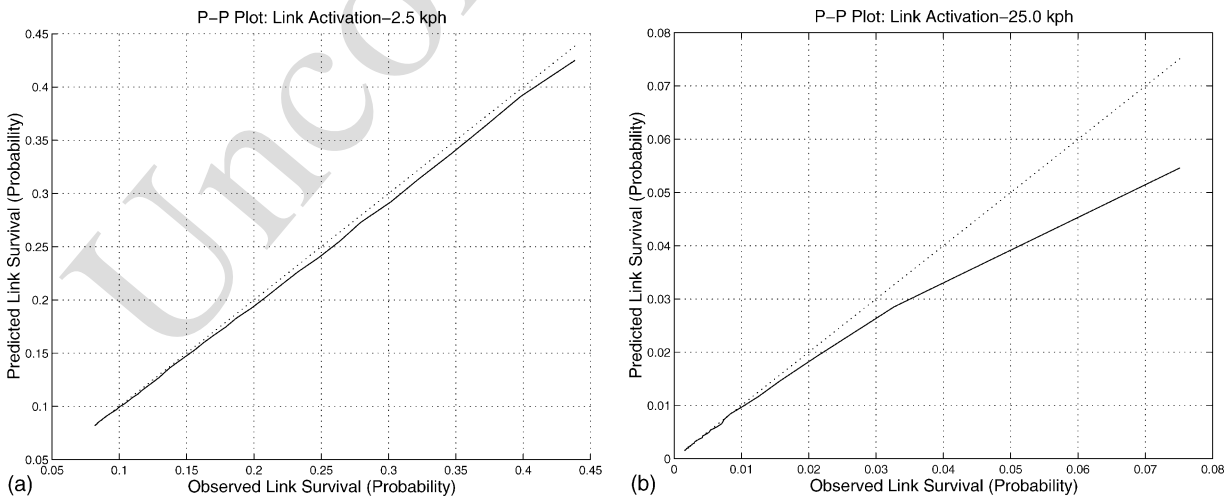 P–P Plot: Link Activation–2.5 kph
0.45
0.4
0.35
0.3
0.25
0.2
0.15
0.1
0.05
Predicted Link Survival (Probability)
0.05 0.1 0.15 0.2 0.25 0.3 0.35 0.4 0.45
Observed Link Survival (Probability)
(a)
P–P Plot: Link Activation–25.0 kph
0.08
0.07
0.06
0.05
0.04
0.03
0.02
0.01
0
Predicted Link Survival (Probability)
0 0.01 0.02 0.03 0.04 0.05 0.06 0.07 0.08
Observed Link Survival (Probability)
(b)